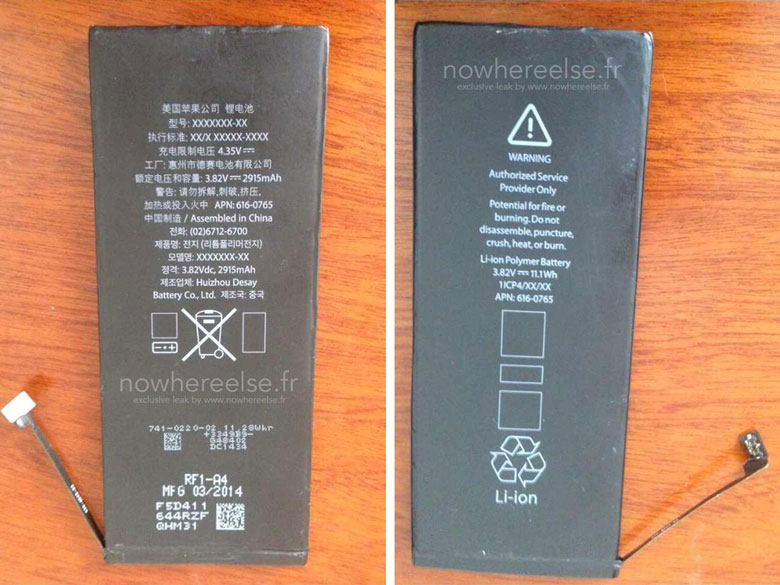 美国苹果公司 锂电池
型号: XXXXXXX-XX
执行标准: XX/X XXXXX-XXXX
充电限制电压 4.35V⎓
工厂: 惠州市德赛电池有限公司
额定电压和容量: 3.82V ⎓ 2915mAh
警告: 请勿拆解,刺破,挤压,
加热或投入火中 APN: 616-0765
中国制造 / Assembled in China
전화: (02)6712-6700
제품명: 전지 (리튬폴리머전지)
모델명: XXXXXXX-XX
정격: 3.82Vdc, 2915mAh
제조업체: Huizhou Desay
Battery Co., Ltd. 제조국: 중국
nowhereelse.fr
exclusive leak by www.nowhereelse.fr
RF1-A4
MFG 03/2014
F5D411
644RZF
QHM31
nowhereelse.fr
exclusive leak by www.nowhereelse.fr
WARNING
Authorized Service
Provider Only
Potential for fire or
burning. Do not
disassemble, puncture,
crush, heat, or burn.
Li-ion Polymer Battery
3.82V ⎓ 11.1Wh
1ICP4/XX/XX
APN: 616-0765
Li-ion